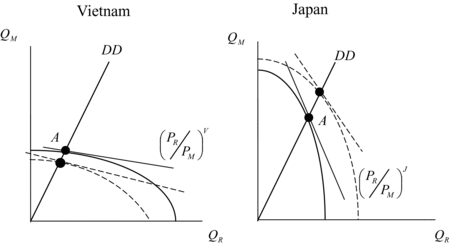 Vietnam
Q_M
DD
A
(P_R/P_M)^V
Q_R
Japan
Q_M
DD
A
(P_R/P_M)^J
Q_R